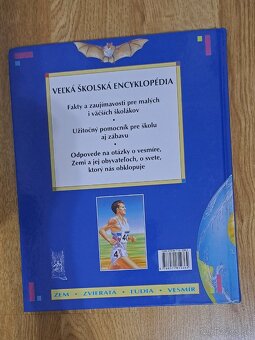 VEĽKÁ ŠKOLSKÁ ENCYKLOPÉDIA
Fakty a zaujímavosti pre malých
i väčších školákov
•
Užitočný pomocník pre školu
aj zábavu
•
Odpovede na otázky o vesmíre,
Zemi a jej obyvateľoch, o svete,
ktorý nás obklopuje
ZEM • ZVIERATÁ • ĽUDIA • VESMÍR